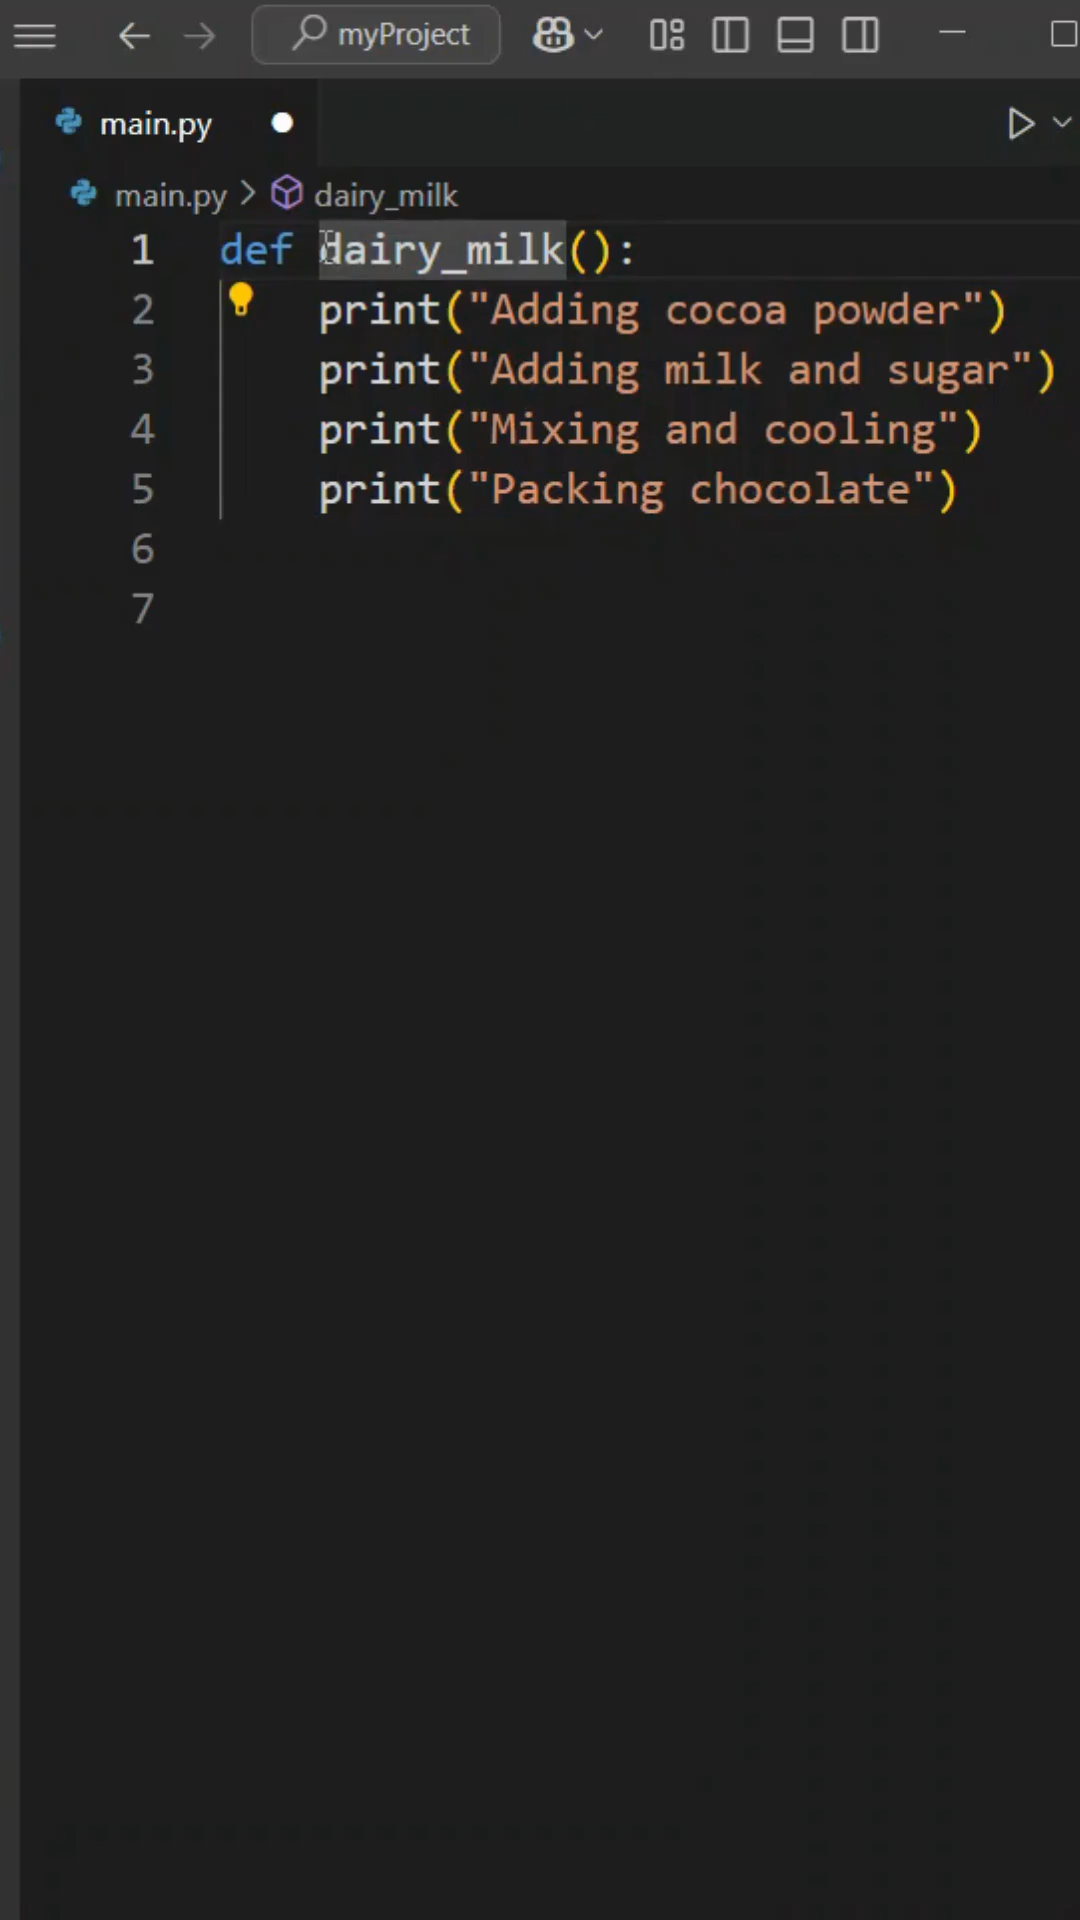 myProject
main.py
main.py > dairy_milk
1 def dairy_milk():
2     print("Adding cocoa powder")
3     print("Adding milk and sugar")
4     print("Mixing and cooling")
5     print("Packing chocolate")
6
7